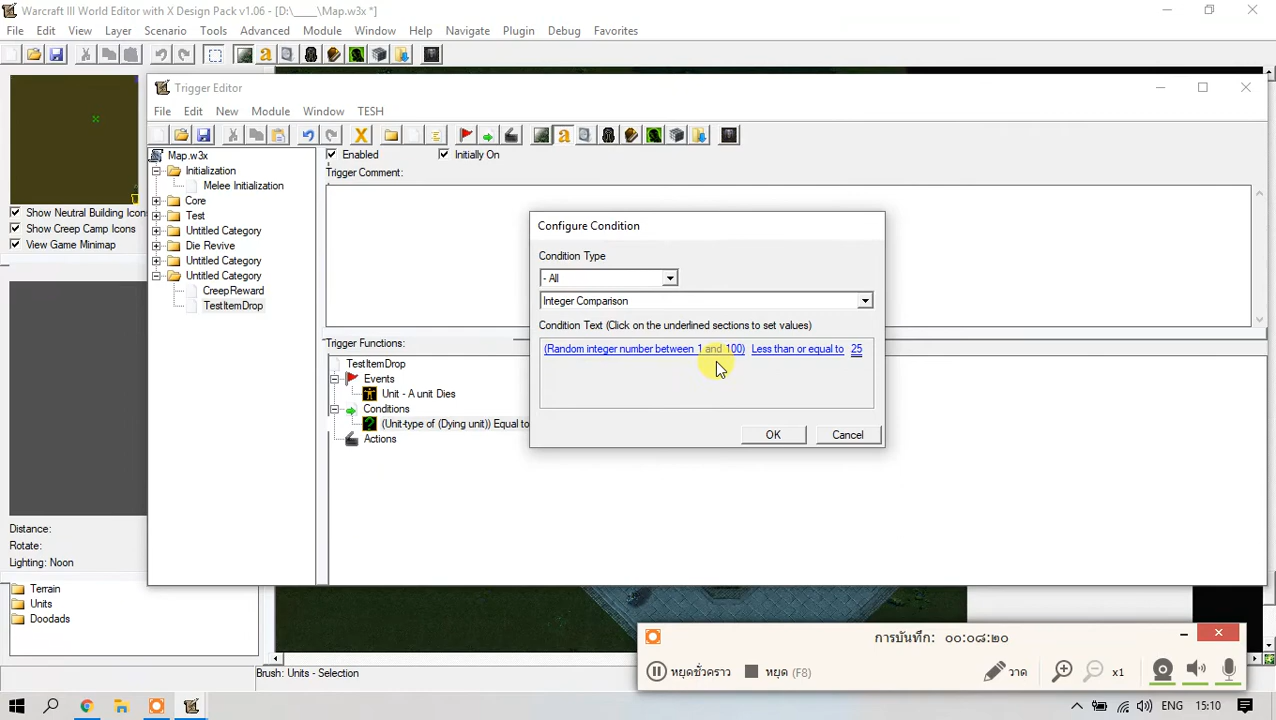 Warcraft III World Editor with X Design Pack v1.06 - [D:\____\Map.w3x *]
File Edit View Layer Scenario Tools Advanced Module Window Help Navigate Plugin Debug Favorites
Trigger Editor
File Edit New Module Window TESH
Map.w3x
Initialization
Melee Initialization
Core
Test
Untitled Category
Die Revive
Untitled Category
Untitled Category
CreepReward
TestItemDrop
Show Neutral Building Icon
Show Creep Camp Icons
View Game Minimap
Distance:
Rotate:
Lighting: Noon
Terrain
Units
Doodads
Enabled
Initially On
Trigger Comment:
Trigger Functions:
TestItemDrop
Events
Unit - A unit Dies
Conditions
(Unit-type of (Dying unit)) Equal to
Actions
Configure Condition
Condition Type
- All
Integer Comparison
Condition Text (Click on the underlined sections to set values)
(Random integer number between 1 and 100) Less than or equal to 25
OK Cancel
Brush: Units - Selection
การบันทึก: 00:08:20
หยุดชั่วคราว หยุด (F8) วาด x1
ENG 15:10